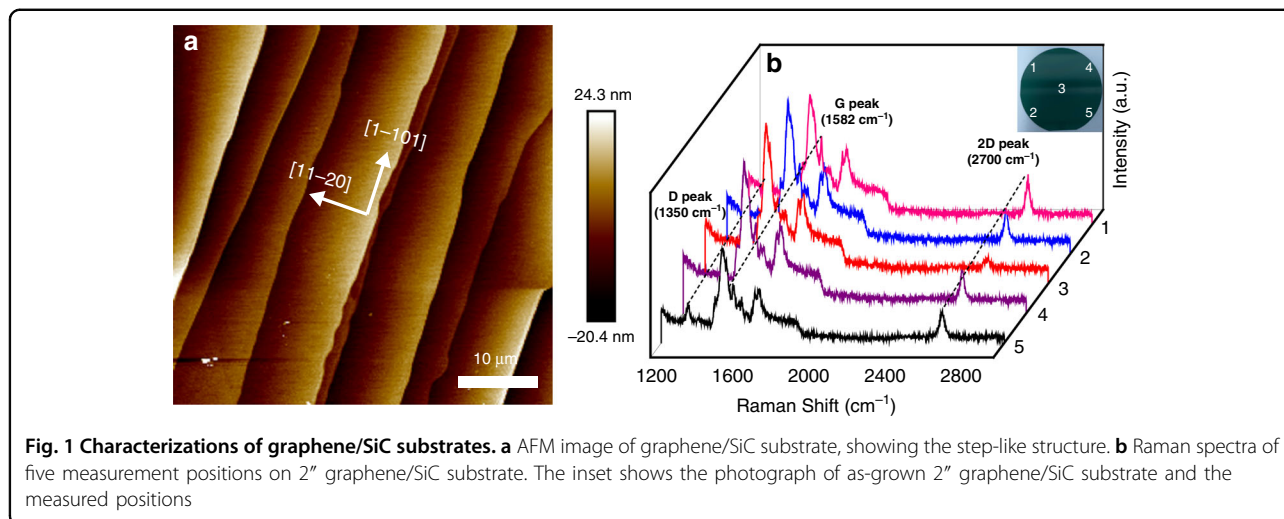 a
24.3 nm
[1–101]
[11–20]
–20.4 nm
10 μm
b
1
4
3
2
5
G peak
(1582 cm⁻¹)
2D peak
(2700 cm⁻¹)
D peak
(1350 cm⁻¹)
Intensity (a.u.)
1
2
3
4
5
1200 1600 2000 2400 2800
Raman Shift (cm⁻¹)
Fig. 1 Characterizations of graphene/SiC substrates. a AFM image of graphene/SiC substrate, showing the step-like structure. b Raman spectra of
five measurement positions on 2″ graphene/SiC substrate. The inset shows the photograph of as-grown 2″ graphene/SiC substrate and the
measured positions